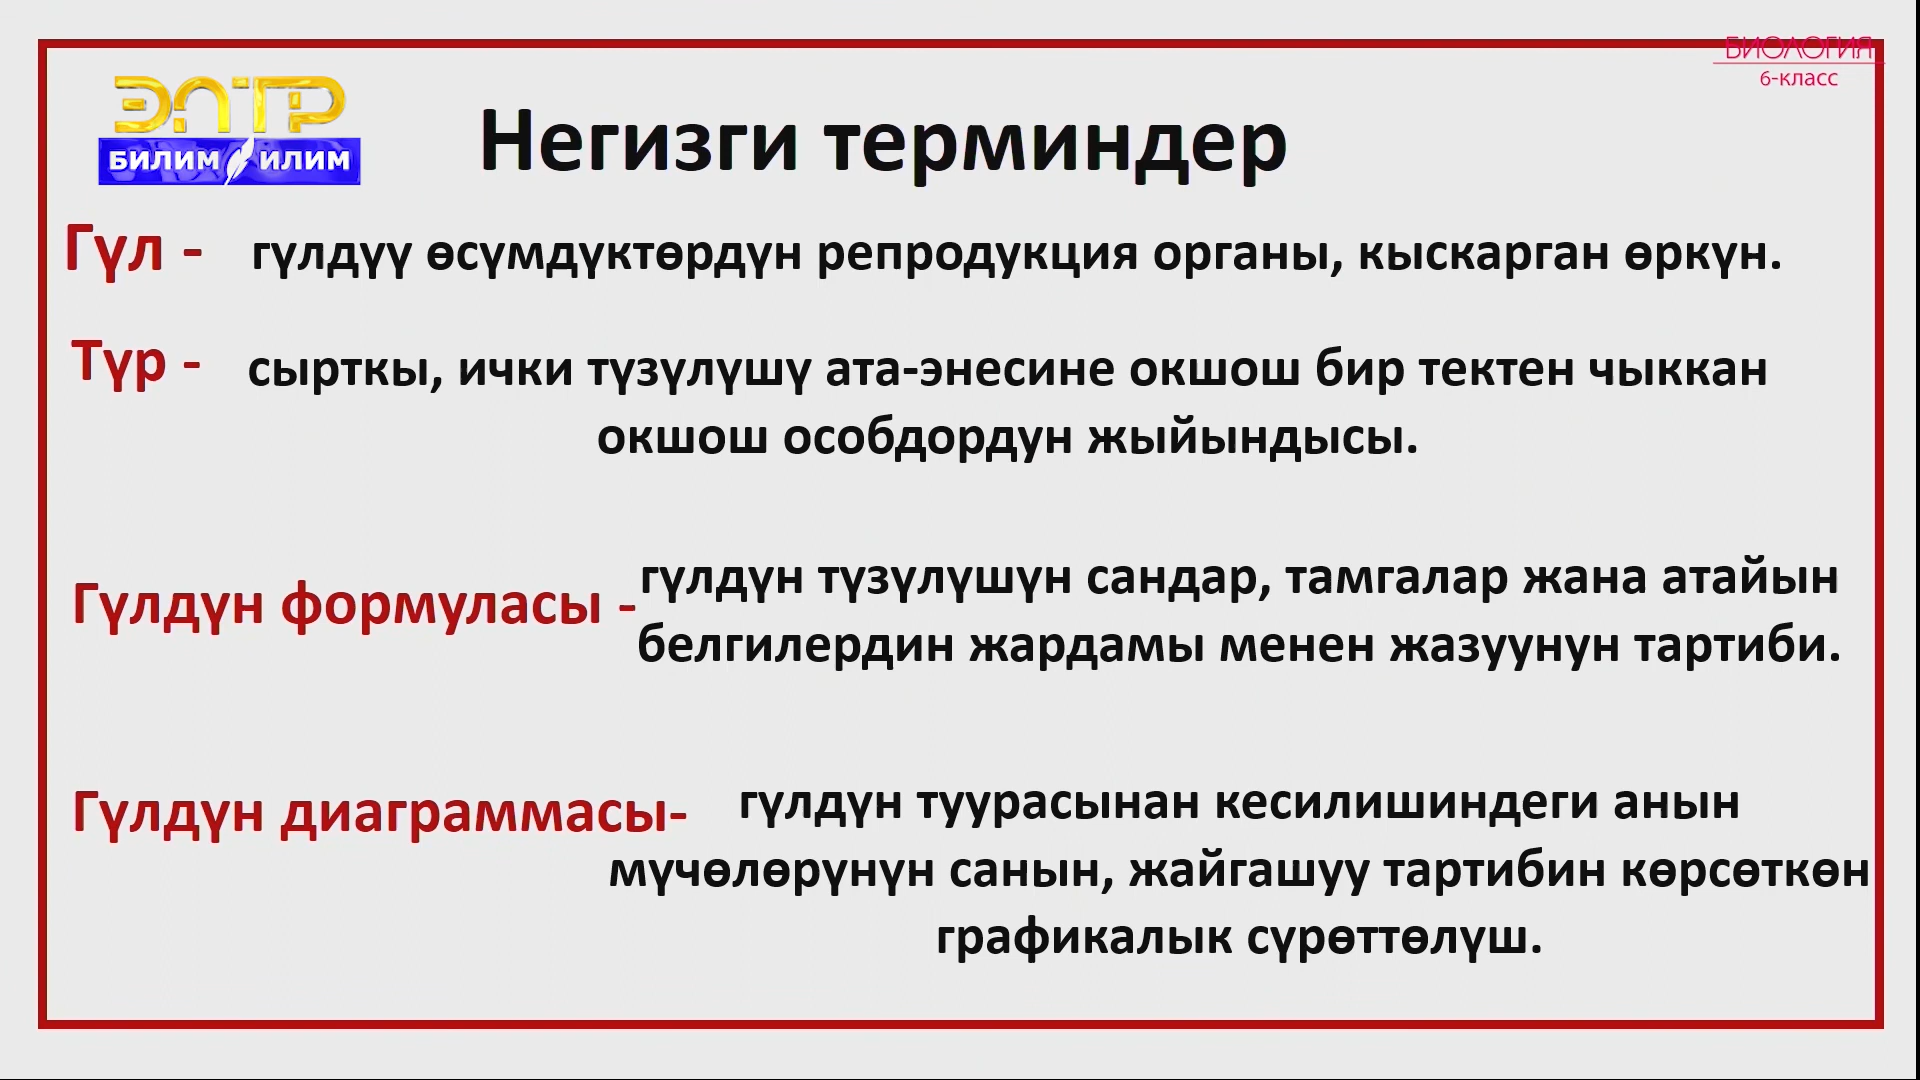 БИОЛОГИЯ
6-класс
ЭЛТР
БИЛИМ ИЛИМ
Негизги терминдер
Гүл - гүлдүү өсүмдүктөрдүн репродукция органы, кыскарган өркүн.
Түр - сырткы, ички түзүлүшү ата-энесине окшош бир тектен чыккан
окшош особдордун жыйындысы.
Гүлдүн формуласы - гүлдүн түзүлүшүн сандар, тамгалар жана атайын
белгилердин жардамы менен жазуунун тартиби.
Гүлдүн диаграммасы- гүлдүн туурасынан кесилишиндеги анын
мүчөлөрүнүн санын, жайгашуу тартибин көрсөткөн
графикалык сүрөттөлүш.